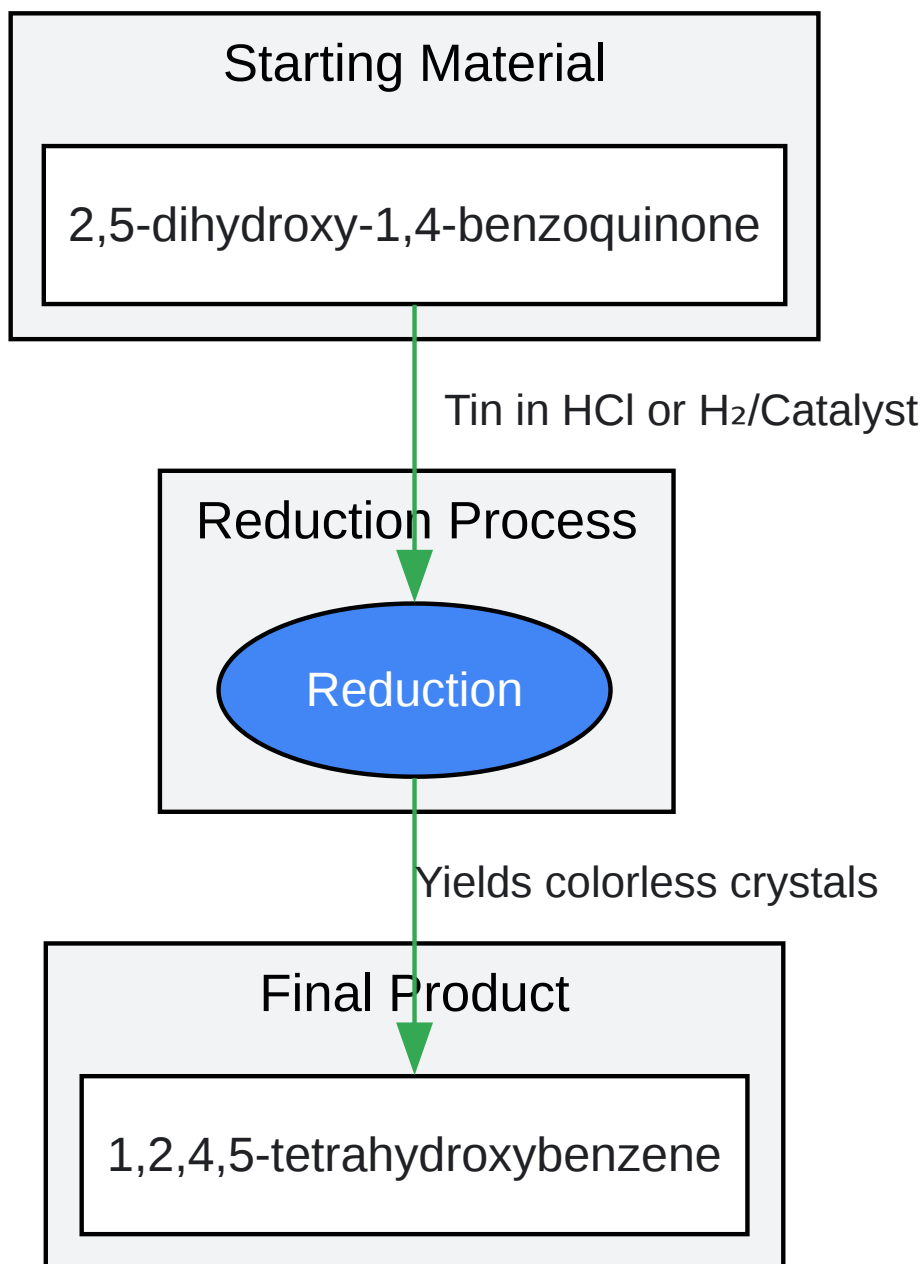 Starting Material
2,5-dihydroxy-1,4-benzoquinone
Tin in HCl or H₂/Catalyst
Reduction Process
Reduction
Yields colorless crystals
Final Product
1,2,4,5-tetrahydroxybenzene